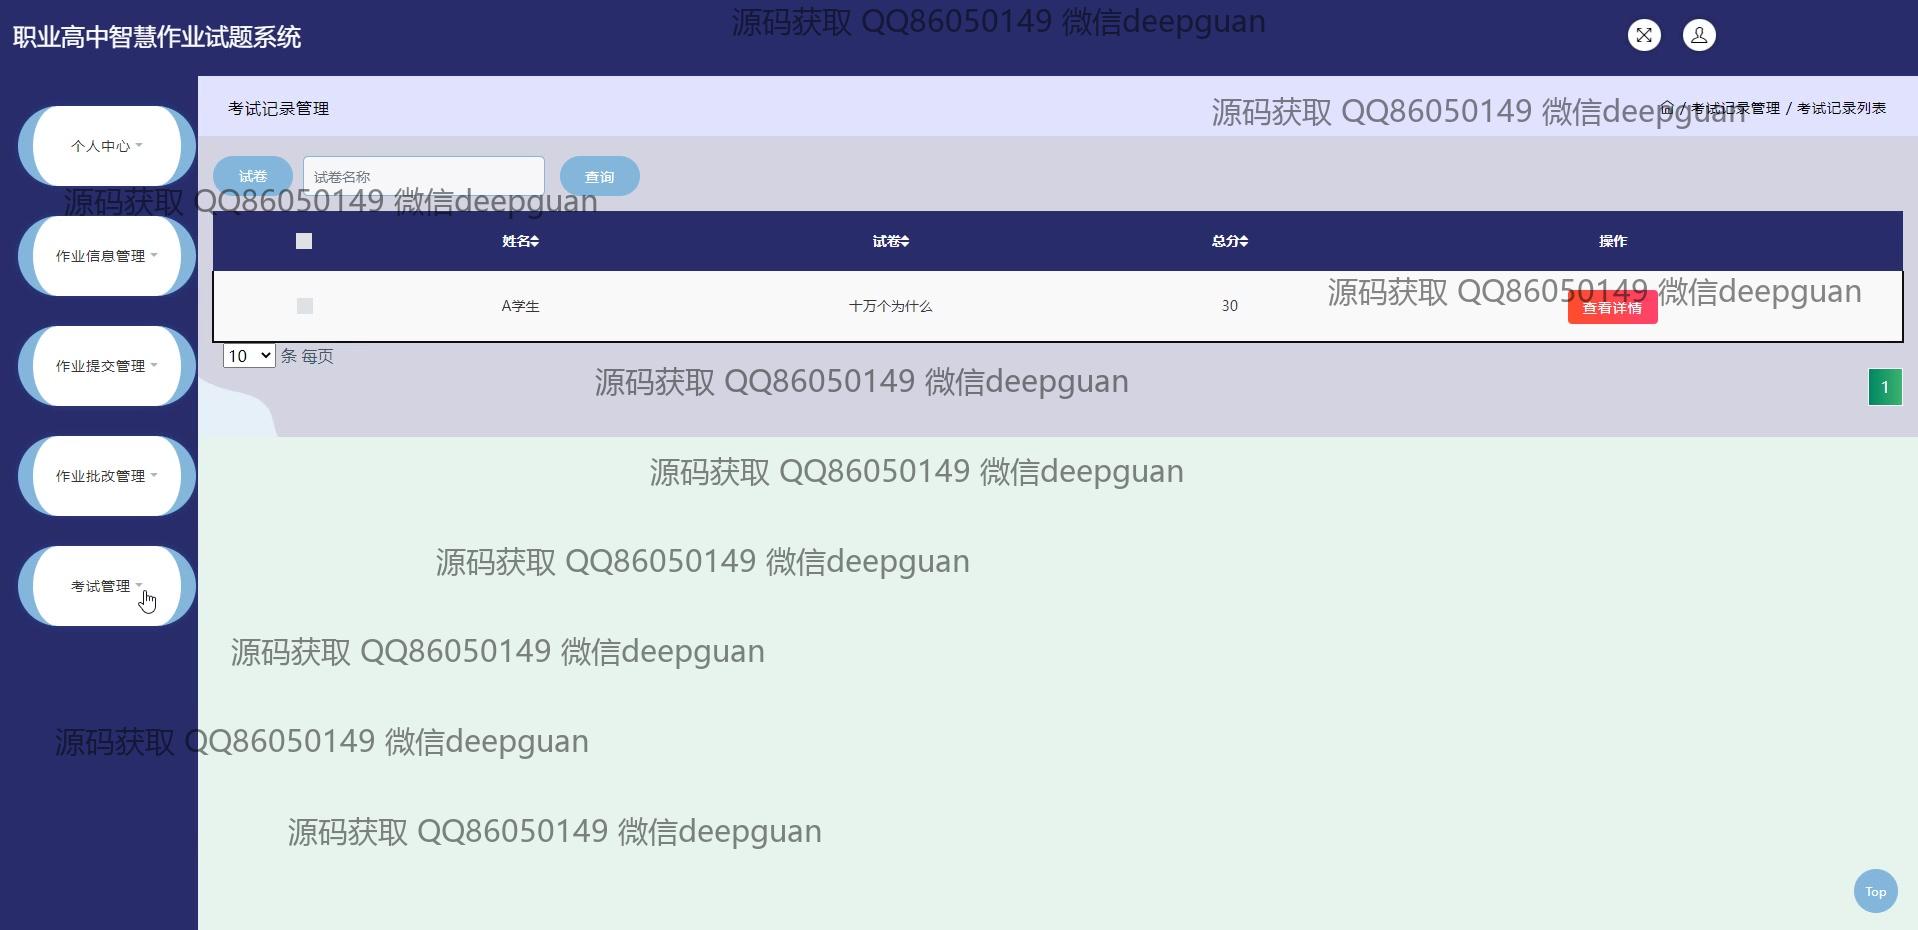 职业高中智慧作业试题系统
源码获取 QQ86050149 微信deepguan
考试记录管理
源码获取 QQ86050149 微信deepguan
/ 考试记录管理 / 考试记录列表
个人中心
试卷
试卷名称
查询
源码获取 QQ86050149 微信deepguan
姓名
试卷
总分
操作
作业信息管理
A学生
十万个为什么
30
查看详情
源码获取 QQ86050149 微信deepguan
10
条 每页
作业提交管理
源码获取 QQ86050149 微信deepguan
1
作业批改管理
源码获取 QQ86050149 微信deepguan
源码获取 QQ86050149 微信deepguan
考试管理
源码获取 QQ86050149 微信deepguan
源码获取 QQ86050149 微信deepguan
源码获取 QQ86050149 微信deepguan
Top